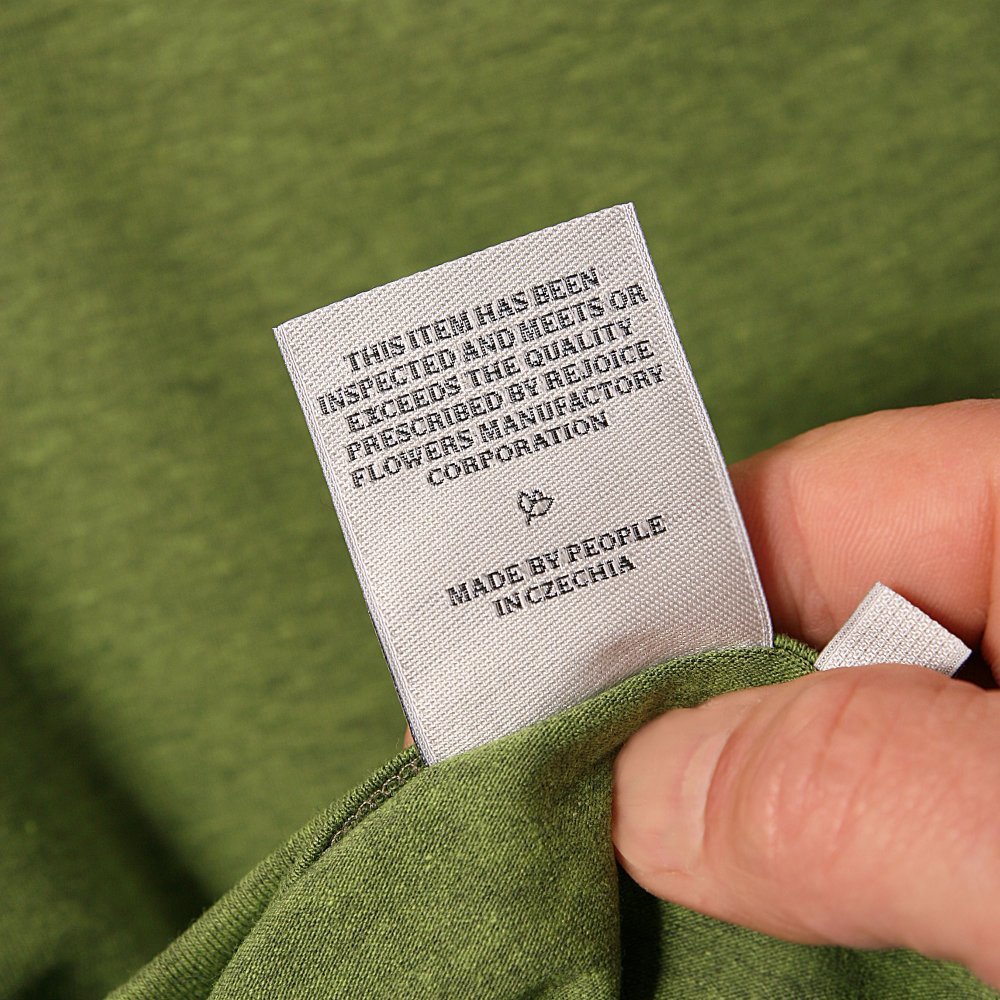 THIS ITEM HAS BEEN
INSPECTED AND MEETS OR
EXCEEDS THE QUALITY
PRESCRIBED BY REJOICE
FLOWERS MANUFACTORY
CORPORATION
MADE BY PEOPLE
IN CZECHIA